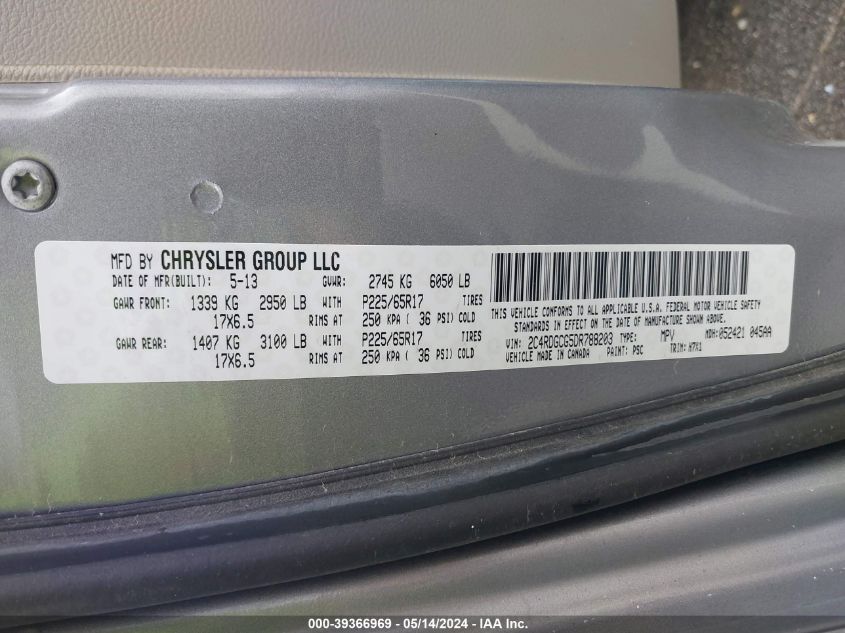 MFD BY CHRYSLER GROUP LLC
DATE OF MFR(BUILT): 5-13 GVWR: 2745 KG 6050 LB
GAWR FRONT: 1339 KG 2950 LB WITH P225/65R17 TIRES
17X6.5 RIMS AT 250 KPA ( 36 PSI) COLD
GAWR REAR: 1407 KG 3100 LB WITH P225/65R17 TIRES
17X6.5 RIMS AT 250 KPA ( 36 PSI) COLD
THIS VEHICLE CONFORMS TO ALL APPLICABLE U.S.A. FEDERAL MOTOR VEHICLE SAFETY
STANDARDS IN EFFECT ON THE DATE OF MANUFACTURE SHOWN ABOVE.
VIN: 2C4RDGCG5DR788203 TYPE: MPV MDH: 052421 045AA
VEHICLE MADE IN CANADA PAINT: PSC TRIM: H7X1
000-39366969 - 05/14/2024 - IAA Inc.